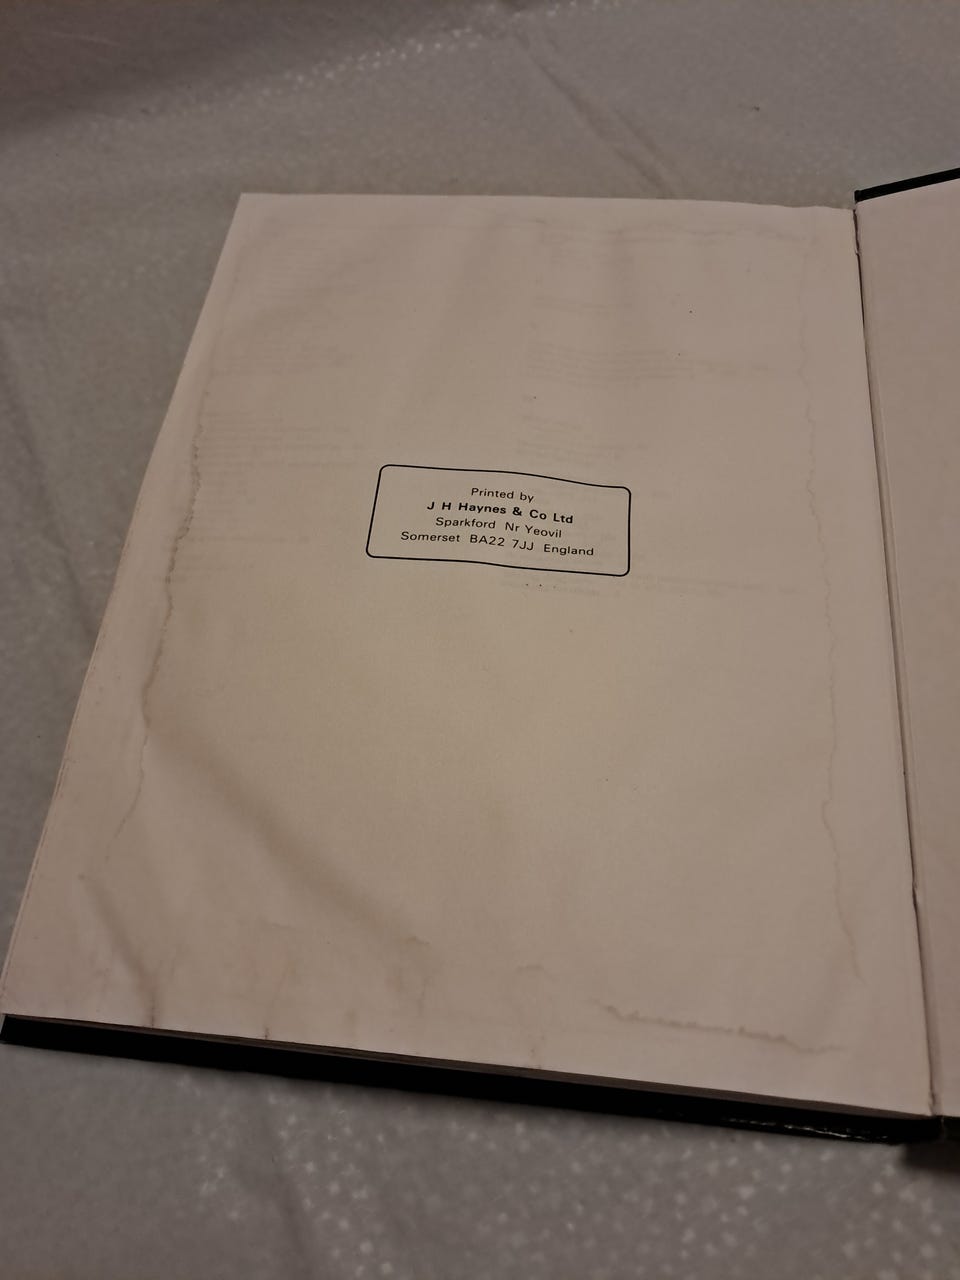 Printed by
J H Haynes & Co Ltd
Sparkford Nr Yeovil
Somerset BA22 7JJ England